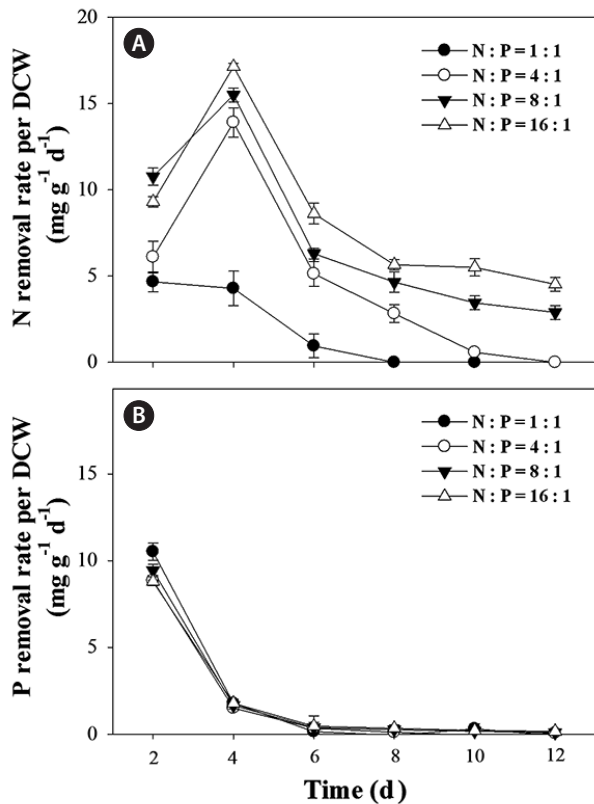 A
N : P = 1 : 1
N : P = 4 : 1
N : P = 8 : 1
N : P = 16 : 1
N removal rate per DCW
(mg g⁻¹ d⁻¹)
20
15
10
5
0
B
N : P = 1 : 1
N : P = 4 : 1
N : P = 8 : 1
N : P = 16 : 1
P removal rate per DCW
(mg g⁻¹ d⁻¹)
15
10
5
0
2 4 6 8 10 12
Time (d)